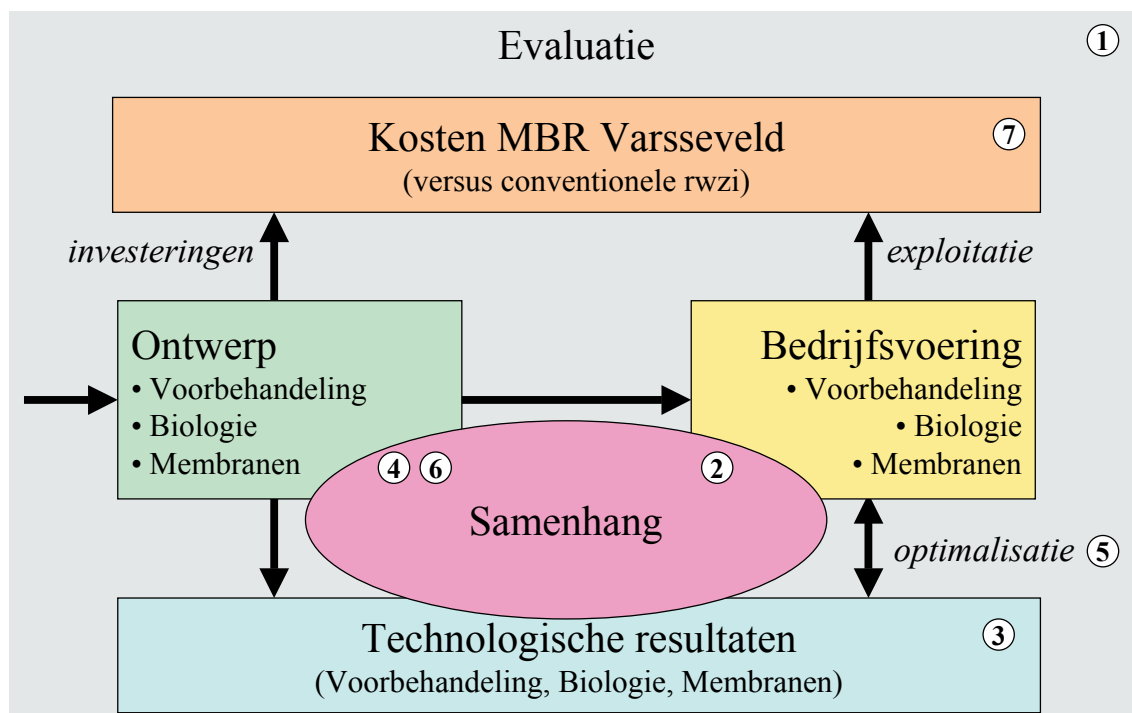 Evaluatie
1
Kosten MBR Varsseveld
7
(versus conventionele rwzi)
investeringen
exploitatie
Ontwerp
• Voorbehandeling
• Biologie
• Membranen
Bedrijfsvoering
• Voorbehandeling
• Biologie
• Membranen
4 6
2
Samenhang
optimalisatie 5
Technologische resultaten
3
(Voorbehandeling, Biologie, Membranen)